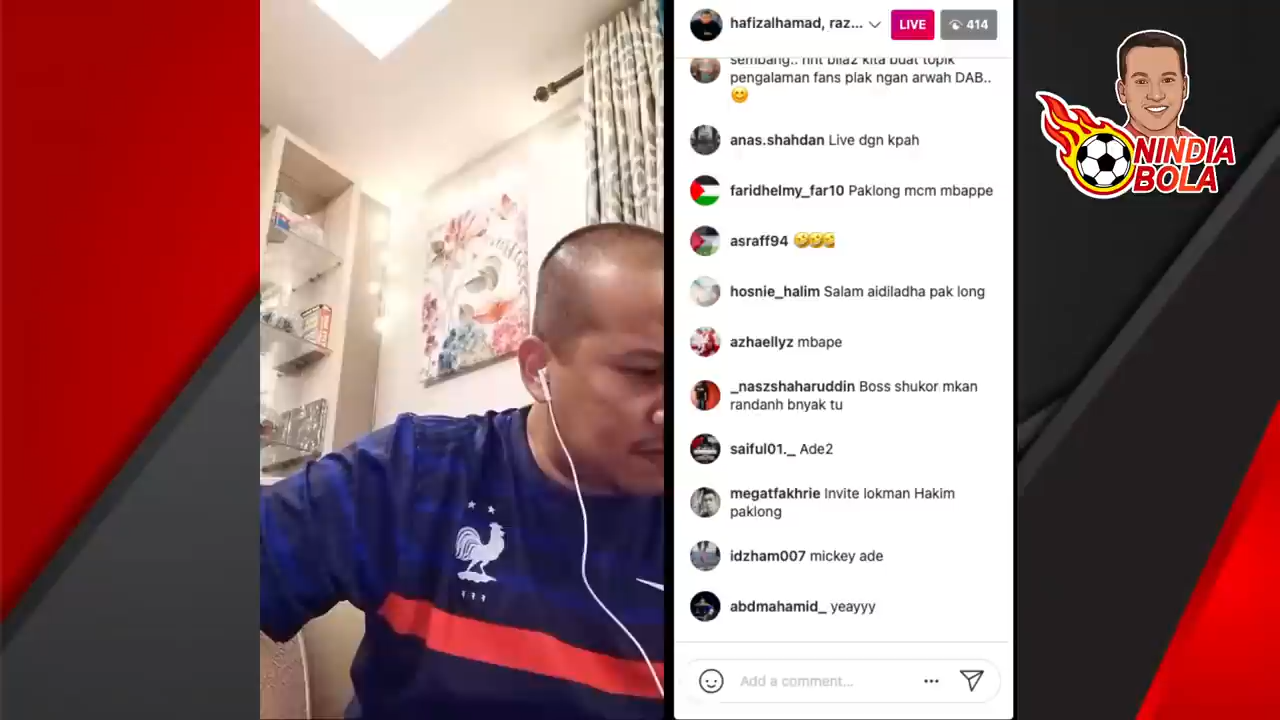 hafizalhamad, raz...
LIVE
414
sembang.. nnt bila2 kita buat topik
pengalaman fans plak ngan arwah DAB..
anas.shahdan Live dgn kpah
faridhelmy_far10 Paklong mcm mbappe
asraff94
hosnie_halim Salam aidiladha pak long
azhaellyz mbape
_naszshaharuddin Boss shukor mkan
randanh bnyak tu
saiful01._ Ade2
megatfakhrie Invite lokman Hakim
paklong
idzham007 mickey ade
abdmahamid_ yeayyy
Add a comment...
NINDIA
BOLA